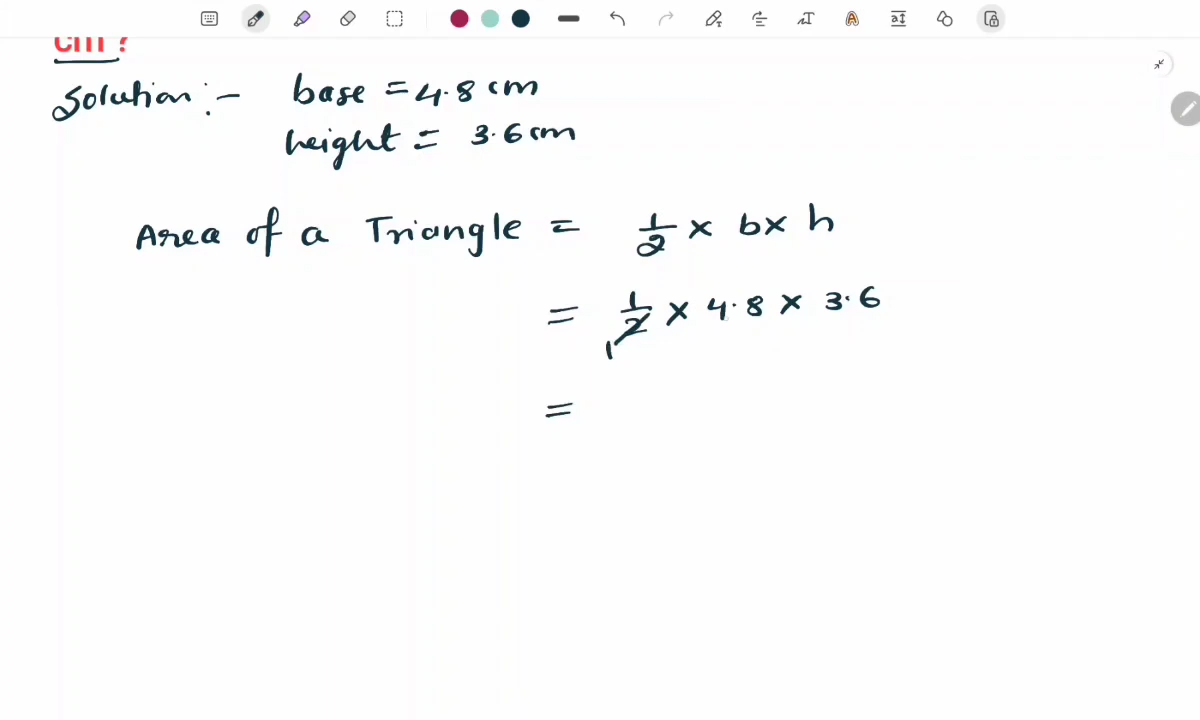 cm ?
Solution :- base = 4.8 cm
height = 3.6 cm
Area of a Triangle = 1/2 × b × h
= 1/2 × 4.8 × 3.6
1
=